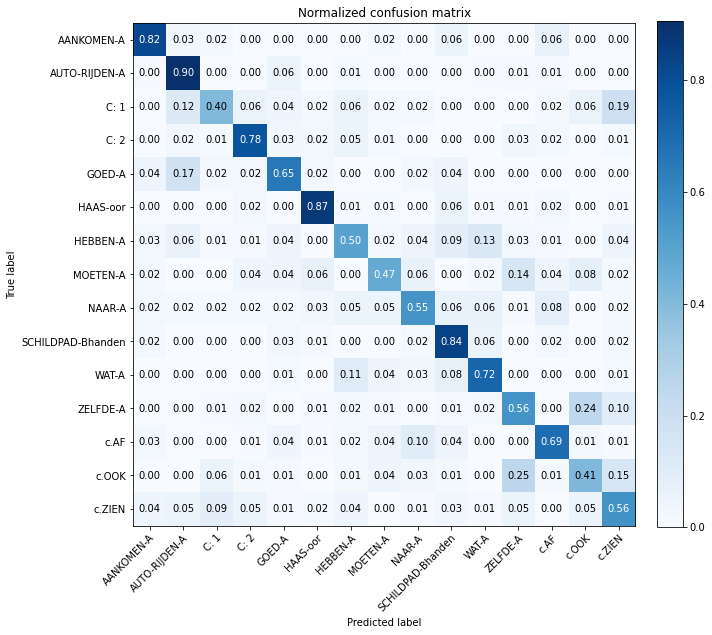 Normalized confusion matrix
AANKOMEN-A 0.82 0.03 0.02 0.00 0.00 0.00 0.00 0.02 0.00 0.06 0.00 0.00 0.06 0.00 0.00
AUTO-RIJDEN-A 0.00 0.90 0.00 0.00 0.06 0.00 0.01 0.00 0.00 0.00 0.00 0.01 0.01 0.00 0.00
C: 1 0.00 0.12 0.40 0.06 0.04 0.02 0.06 0.02 0.02 0.00 0.00 0.00 0.02 0.06 0.19
C: 2 0.00 0.02 0.01 0.78 0.03 0.02 0.05 0.01 0.00 0.00 0.00 0.03 0.02 0.00 0.01
GOED-A 0.04 0.17 0.02 0.02 0.65 0.02 0.00 0.00 0.02 0.04 0.00 0.00 0.00 0.00 0.00
HAAS-oor 0.00 0.00 0.00 0.02 0.00 0.87 0.01 0.01 0.00 0.06 0.01 0.01 0.02 0.00 0.01
HEBBEN-A 0.03 0.06 0.01 0.01 0.04 0.00 0.50 0.02 0.04 0.09 0.13 0.03 0.01 0.00 0.04
MOETEN-A 0.02 0.00 0.00 0.04 0.04 0.06 0.00 0.47 0.06 0.00 0.02 0.14 0.04 0.08 0.02
NAAR-A 0.02 0.02 0.02 0.02 0.02 0.03 0.05 0.05 0.55 0.06 0.06 0.01 0.08 0.00 0.02
SCHILDPAD-Bhanden 0.02 0.00 0.00 0.00 0.03 0.01 0.00 0.00 0.02 0.84 0.06 0.00 0.02 0.00 0.01
WAT-A 0.00 0.00 0.00 0.00 0.01 0.00 0.11 0.04 0.03 0.08 0.72 0.00 0.00 0.00 0.01
ZELFDE-A 0.00 0.00 0.01 0.02 0.00 0.01 0.02 0.01 0.00 0.01 0.02 0.56 0.00 0.24 0.10
c.AF 0.03 0.00 0.00 0.01 0.04 0.01 0.02 0.04 0.10 0.04 0.00 0.00 0.69 0.01 0.01
c.OOK 0.00 0.00 0.06 0.01 0.01 0.00 0.01 0.04 0.03 0.01 0.00 0.25 0.01 0.41 0.15
c.ZIEN 0.04 0.05 0.09 0.05 0.01 0.02 0.04 0.00 0.01 0.03 0.01 0.05 0.00 0.05 0.56
AANKOMEN-A AUTO-RIJDEN-A C: 1 C: 2 GOED-A HAAS-oor HEBBEN-A MOETEN-A NAAR-A SCHILDPAD-Bhanden WAT-A ZELFDE-A c.AF c.OOK c.ZIEN
Predicted label
True label
0.8
0.6
0.4
0.2
0.0